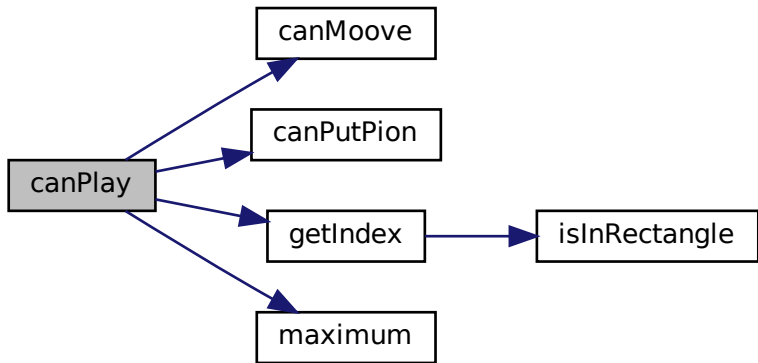 canMoove
canPutPion
canPlay
getIndex
isInRectangle
maximum